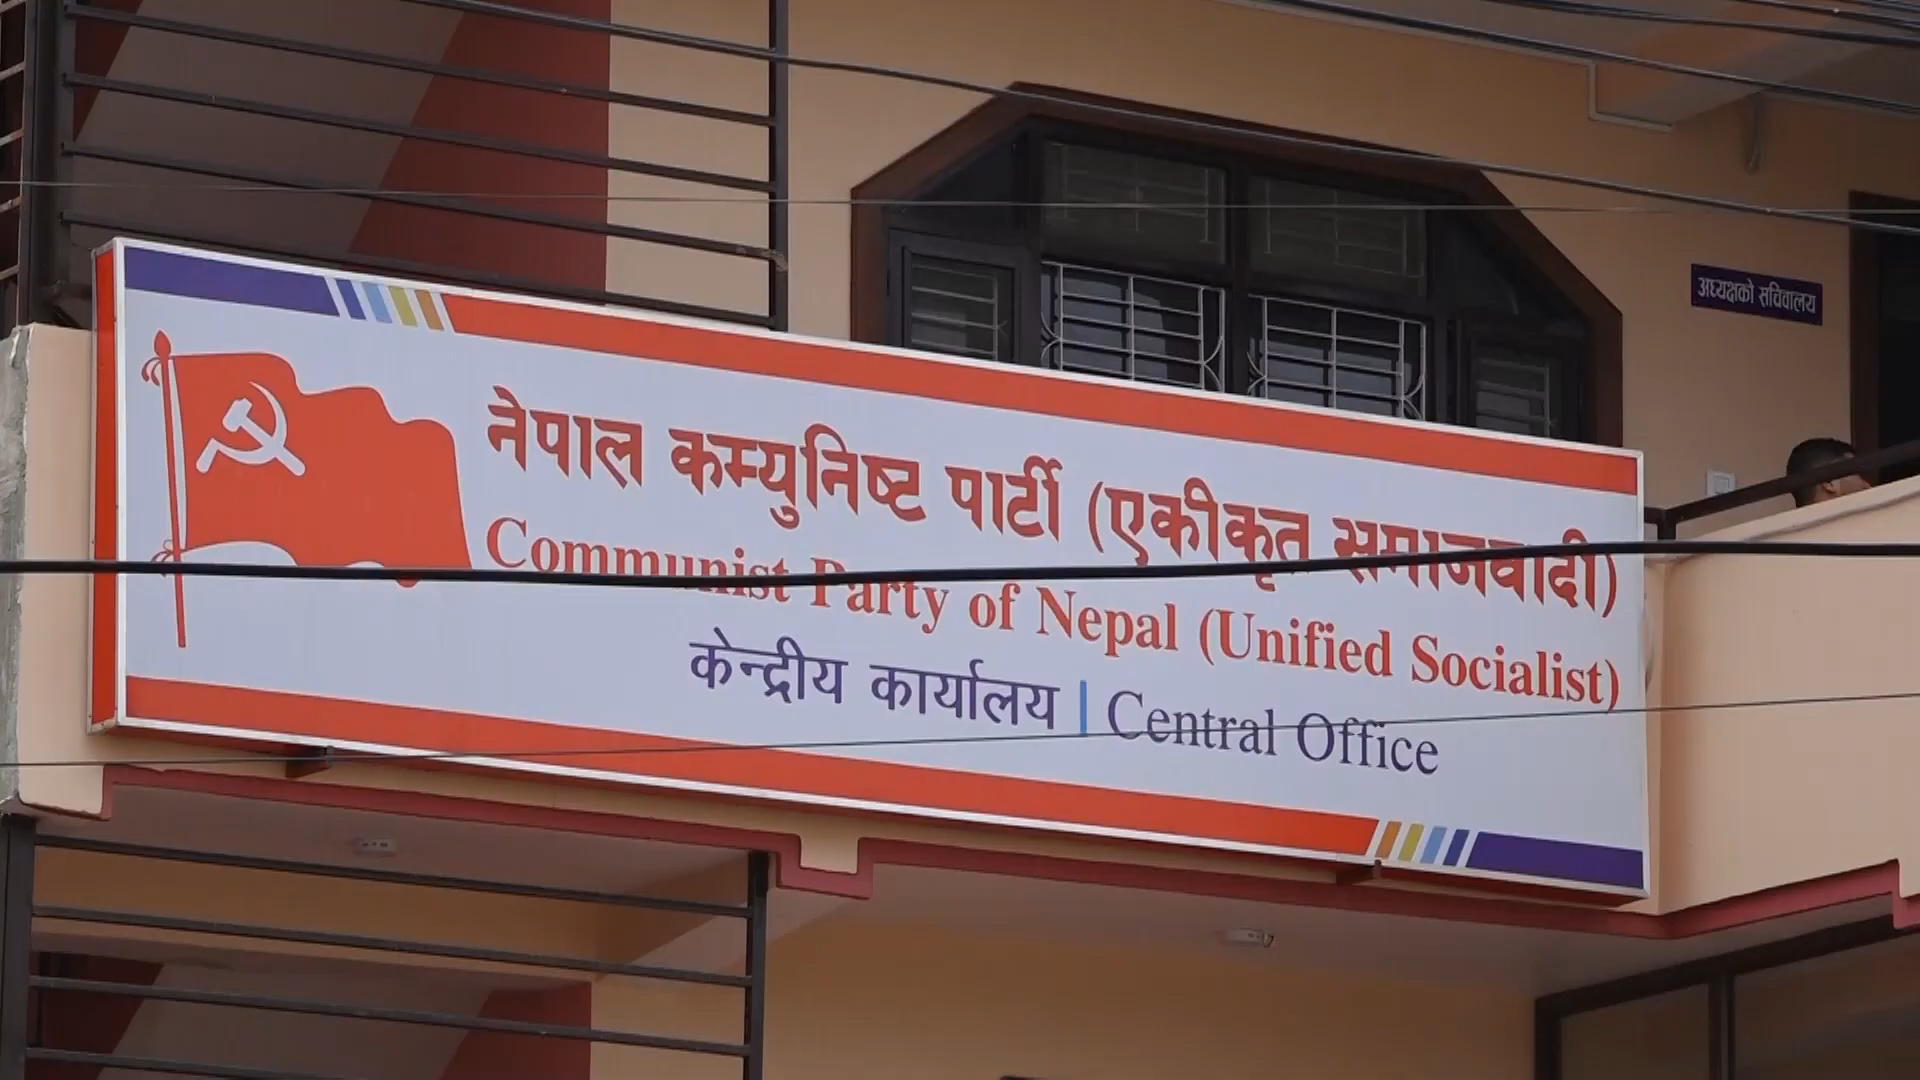 अध्यक्षको सचिवालय
नेपाल कम्युनिष्ट पार्टी (एकीकृत समाजवादी)
Communist Party of Nepal (Unified Socialist)
केन्द्रीय कार्यालय | Central Office